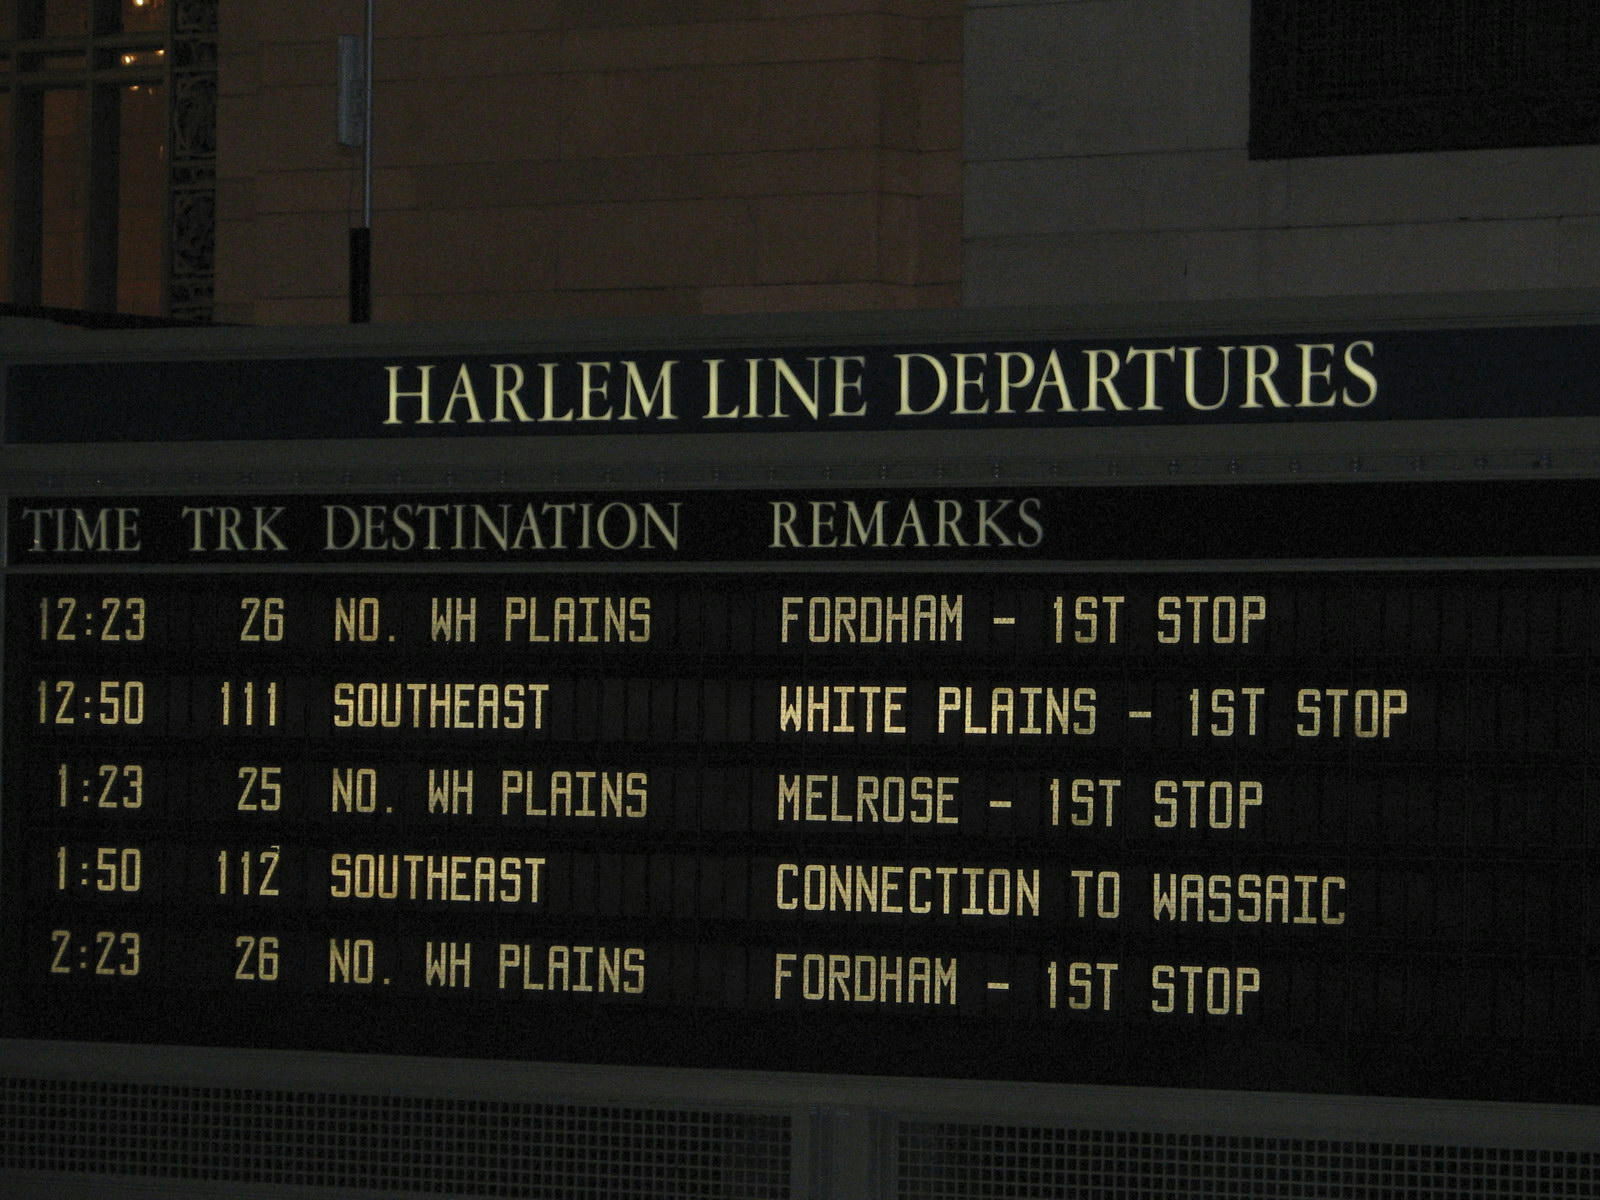 HARLEM LINE DEPARTURES
TIME TRK DESTINATION REMARKS
12:23 26 NO. WH PLAINS FORDHAM - 1ST STOP
12:50 111 SOUTHEAST WHITE PLAINS - 1ST STOP
1:23 25 NO. WH PLAINS MELROSE - 1ST STOP
1:50 112 SOUTHEAST CONNECTION TO WASSAIC
2:23 26 NO. WH PLAINS FORDHAM - 1ST STOP